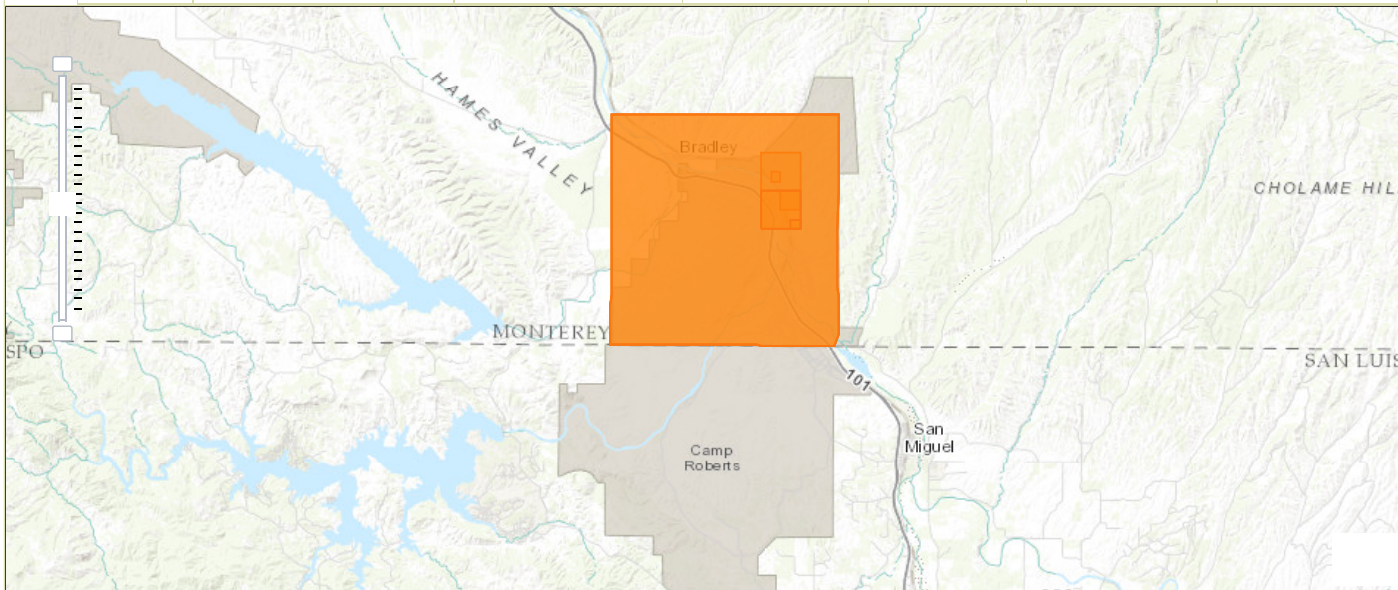 HAMES VALLEY
Bradley
CHOLAME HIL
MONTEREY
SPO
SAN LUIS
101
San
Miguel
Camp
Roberts